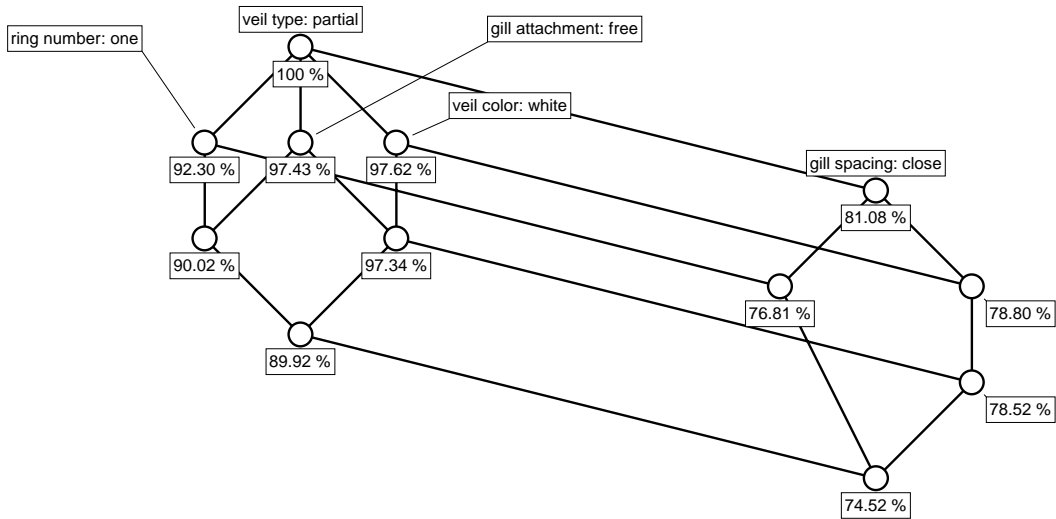 veil type: partial
ring number: one
gill attachment: free
100 %
veil color: white
92.30 %
97.43 %
97.62 %
gill spacing: close
81.08 %
90.02 %
97.34 %
76.81 %
78.80 %
89.92 %
78.52 %
74.52 %